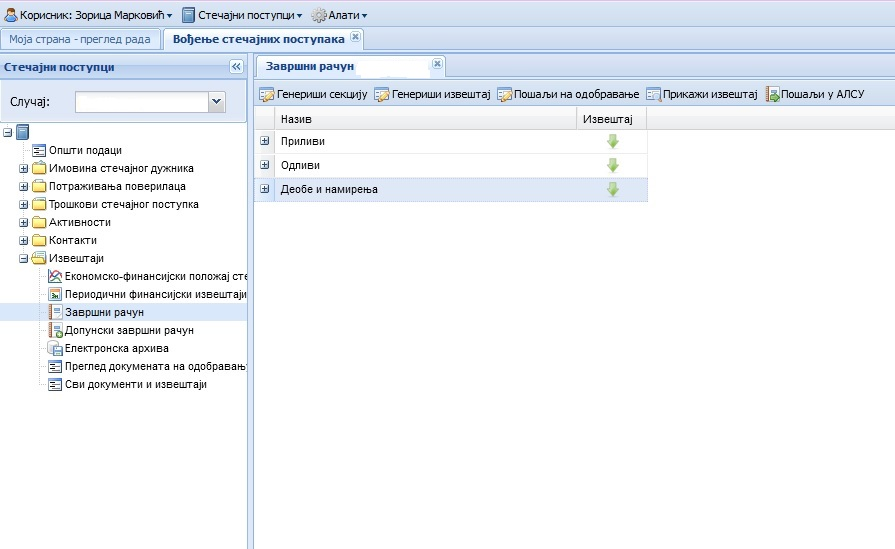 Корисник: Зорица Марковић Стечајни поступци Алати
Моја страна - преглед рада Вођење стечајних поступака
Стечајни поступци
Завршни рачун
Случај:
Генериши секцију Генериши извештај Пошаљи на одобравање Прикажи извештај Пошаљи у АЛСУ
Назив Извештај
Приливи
Одливи
Деобе и намирења
Општи подаци
Имовина стечајног дужника
Потраживања поверилаца
Трошкови стечајног поступка
Активности
Контакти
Извештаји
Економско-финансијски положај сте
Периодични финансијски извештаји
Завршни рачун
Допунски завршни рачун
Електронска архива
Преглед докумената на одобравањ
Сви документи и извештаји